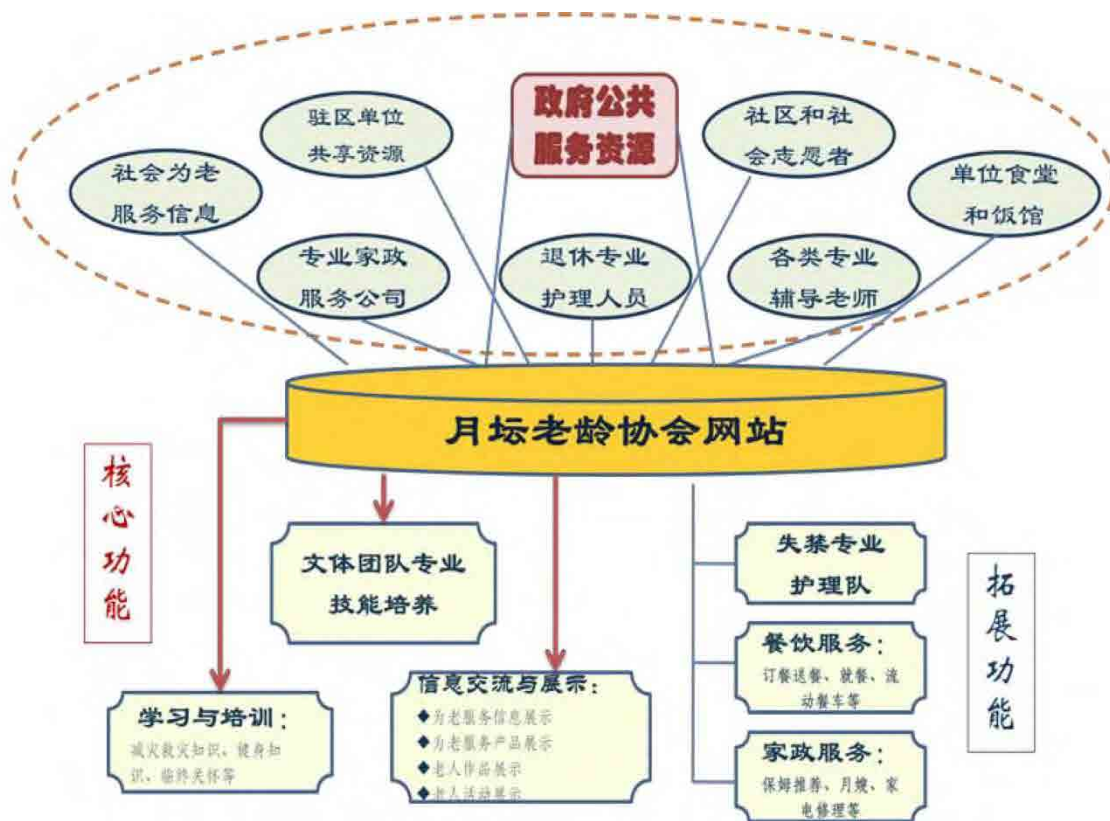 政府公共
服务资源
驻区单位
共享资源
社区和社
会志愿者
社会为老
服务信息
单位食堂
和饭馆
专业家政
服务公司
退休专业
护理人员
各类专业
辅导老师
月坛老龄协会网站
核心功能
文体团队专业
技能培养
失禁专业
护理队
拓展功能
餐饮服务：
订餐送餐、就餐、流
动餐车等
信息交流与展示：
◆为老服务信息展示
◆为老服务产品展示
◆老人作品展示
◆老人活动展示
学习与培训：
减灾救灾知识、健身知
识、临终关怀等
家政服务：
保姆推荐、月嫂、家
电修理等